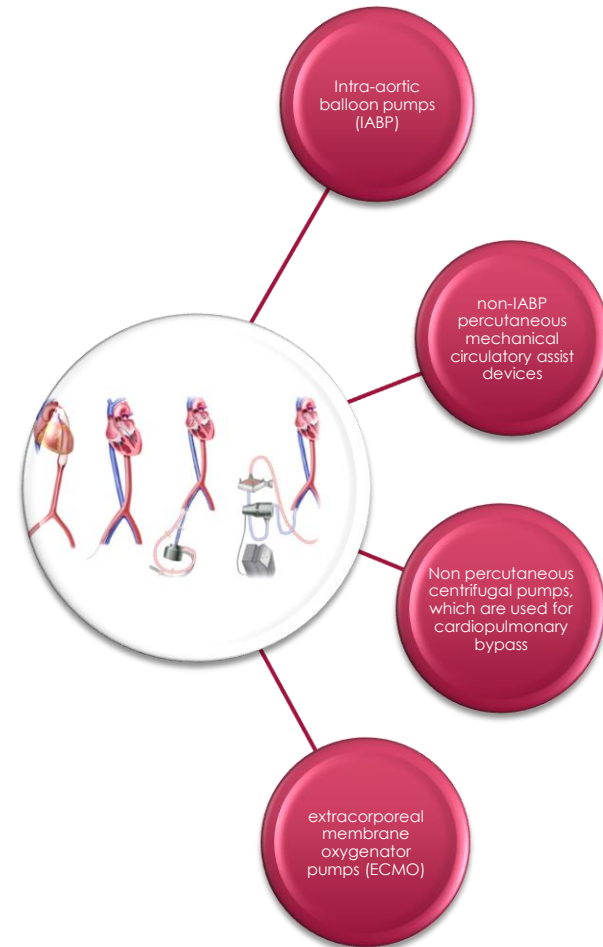 Intra-aortic
balloon pumps
(IABP)
non-IABP
percutaneous
mechanical
circulatory assist
devices
Non percutaneous
centrifugal pumps,
which are used for
cardiopulmonary
bypass
extracorporeal
membrane
oxygenator
pumps (ECMO)